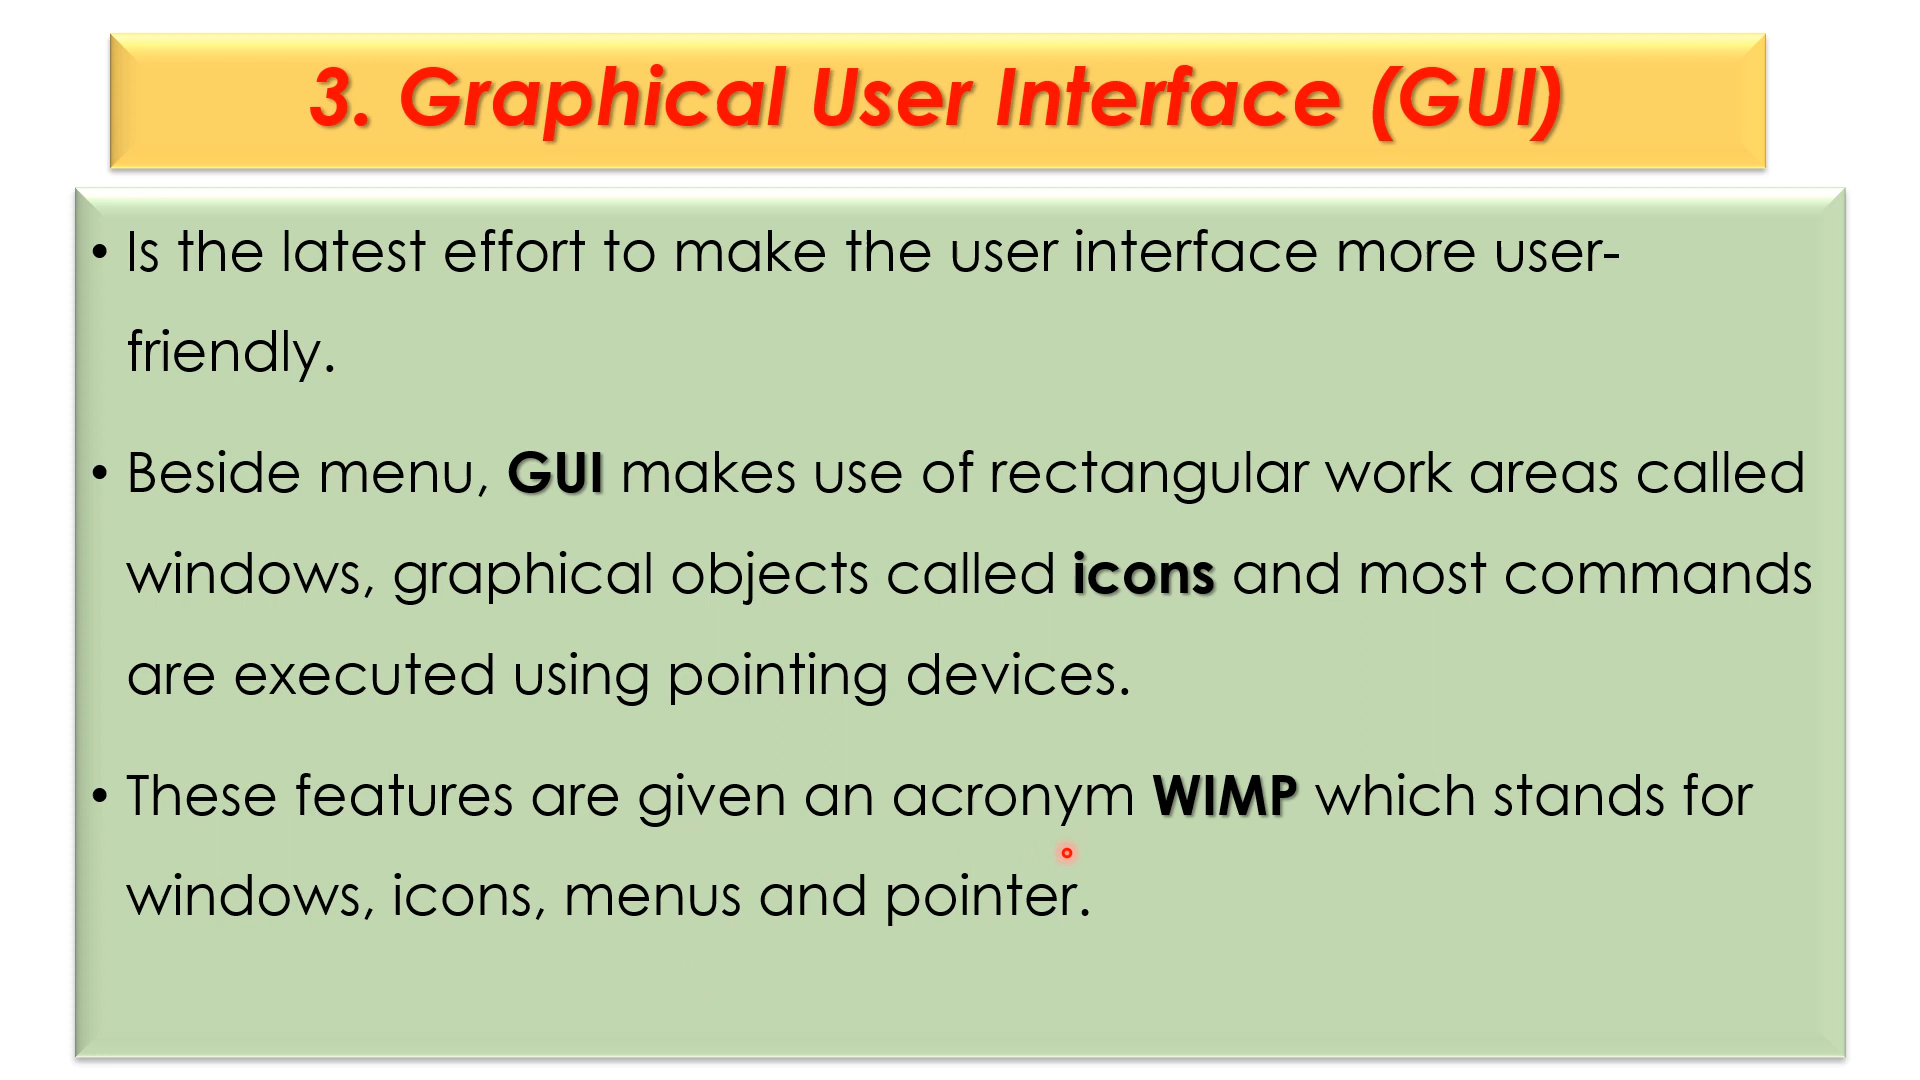 3. Graphical User Interface (GUI)
• Is the latest effort to make the user interface more user-
friendly.
• Beside menu, GUI makes use of rectangular work areas called
windows, graphical objects called icons and most commands
are executed using pointing devices.
• These features are given an acronym WIMP which stands for
windows, icons, menus and pointer.